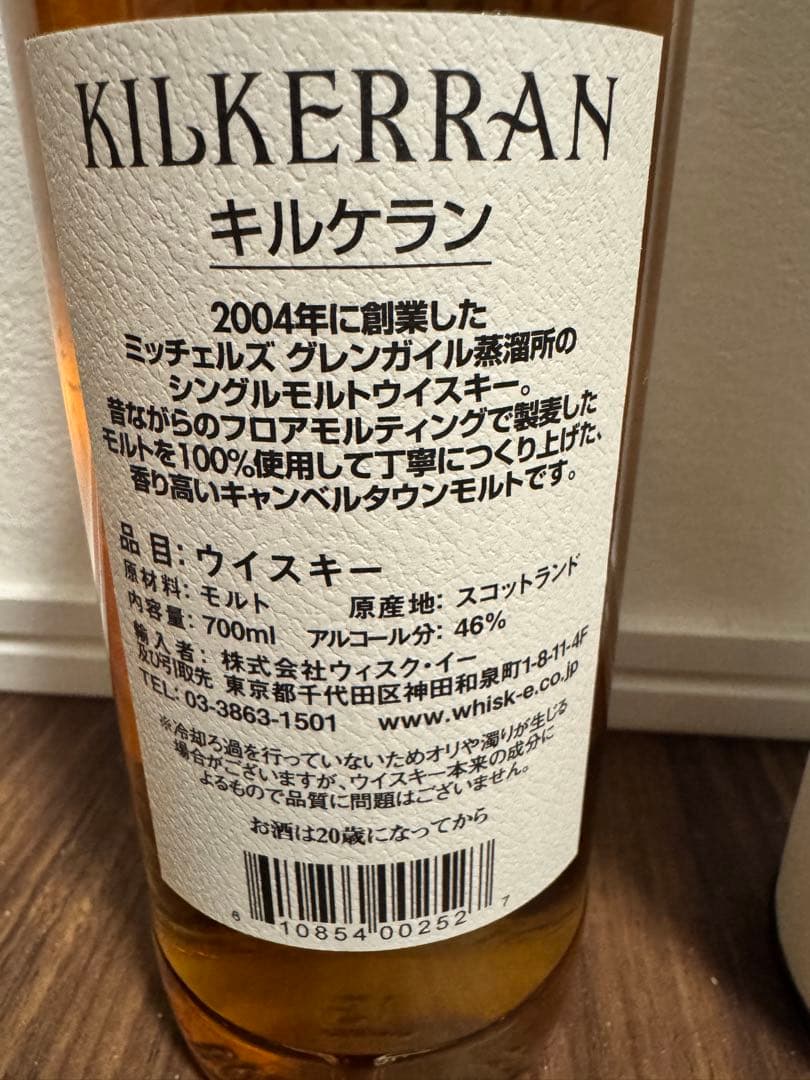 KILKERRAN
キルケラン
2004年に創業した
ミッチェルズ グレンガイル蒸溜所の
シングルモルトウイスキー。
昔ながらのフロアモルティングで製麦した
モルトを100%使用して丁寧につくり上げた、
香り高いキャンベルタウンモルトです。
品目：ウイスキー
原材料：モルト 原産地：スコットランド
内容量：700ml アルコール分：46%
輸入者：株式会社ウィスク・イー
及び引取先 東京都千代田区神田和泉町1-8-11-4F
TEL: 03-3863-1501 www.whisk-e.co.jp
※冷却ろ過を行っていないためオリや濁りが生じる
場合がございますが、ウイスキー本来の成分に
よるもので品質に問題はございません。
お酒は20歳になってから
6 10854 00252 7